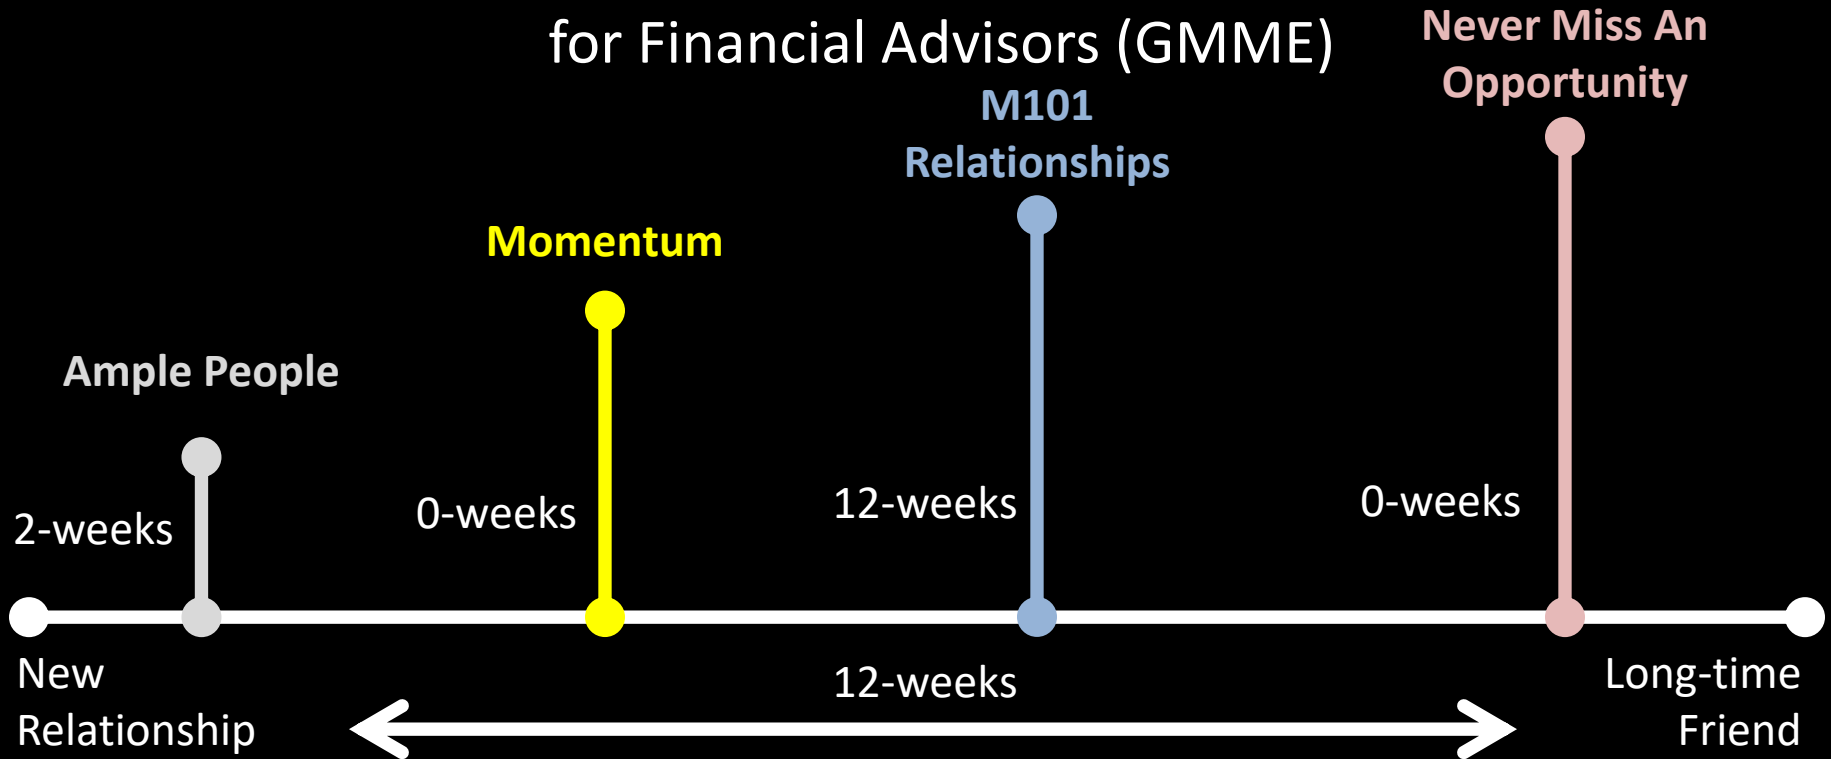 for Financial Advisors (GMME)
Never Miss An
Opportunity
M101
Relationships
Momentum
Ample People
2-weeks
0-weeks
12-weeks
0-weeks
New
Relationship
12-weeks
Long-time
Friend